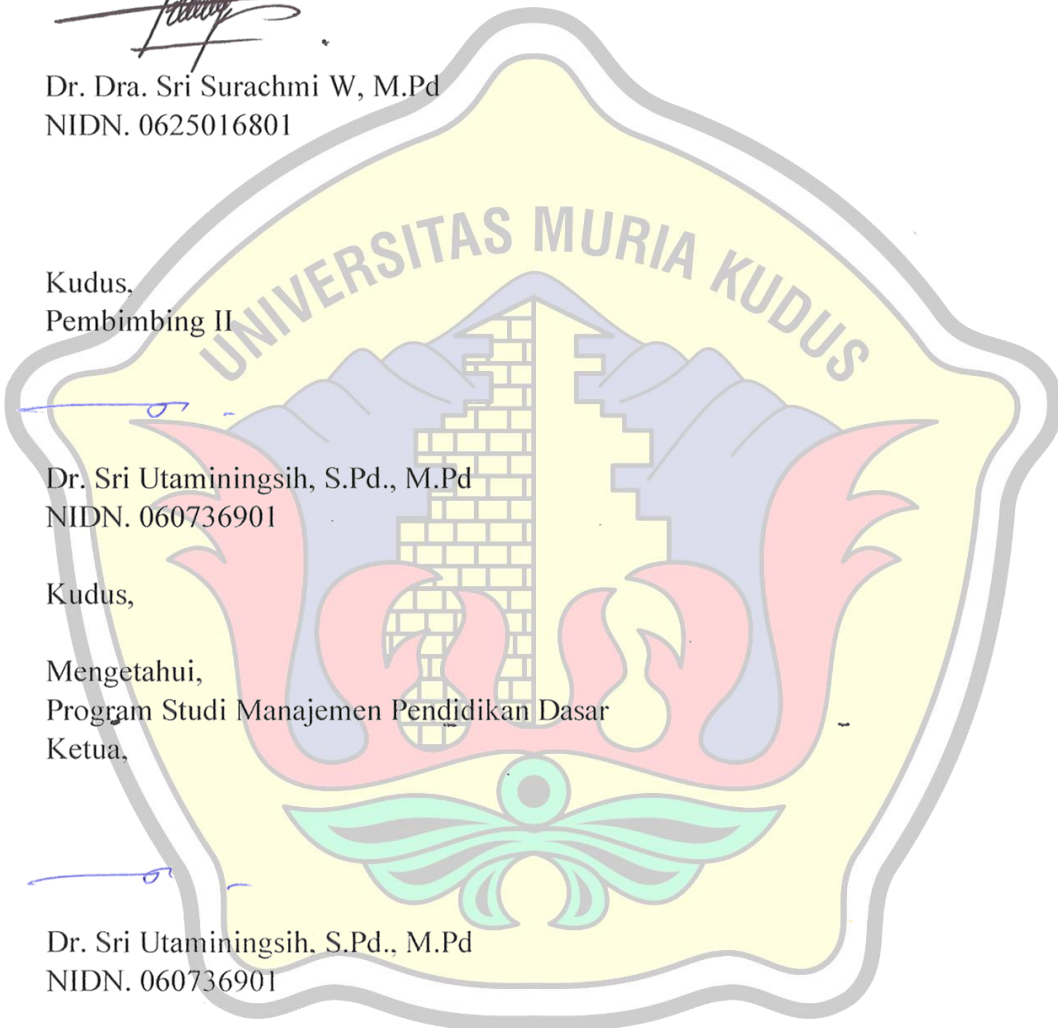 Dr. Dra. Sri Surachmi W, M.Pd
NIDN. 0625016801
UNIVERSITAS MURIA KUDUS
Kudus,
Pembimbing II
Dr. Sri Utaminingsih, S.Pd., M.Pd
NIDN. 060736901
Kudus,
Mengetahui,
Program Studi Manajemen Pendidikan Dasar
Ketua,
Dr. Sri Utaminingsih, S.Pd., M.Pd
NIDN. 060736901